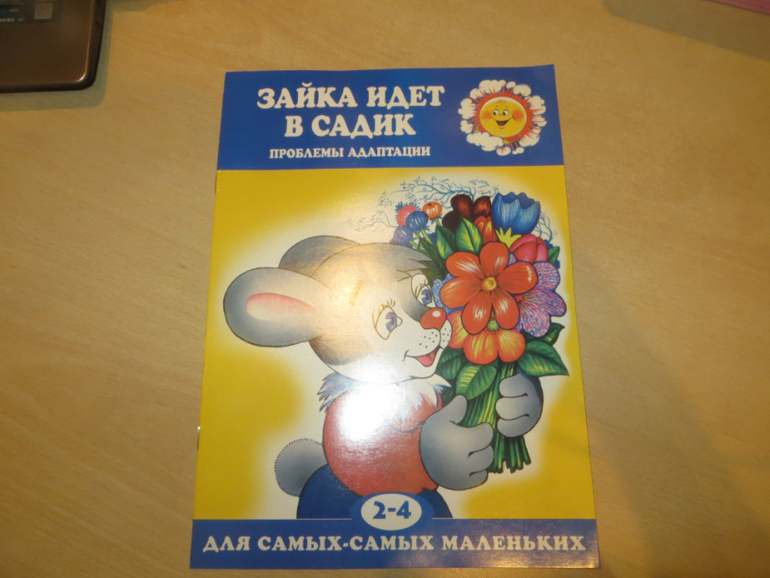 ЗАЙКА ИДЕТ
В САДИК
ПРОБЛЕМЫ АДАПТАЦИИ
2-4
ДЛЯ САМЫХ-САМЫХ МАЛЕНЬКИХ